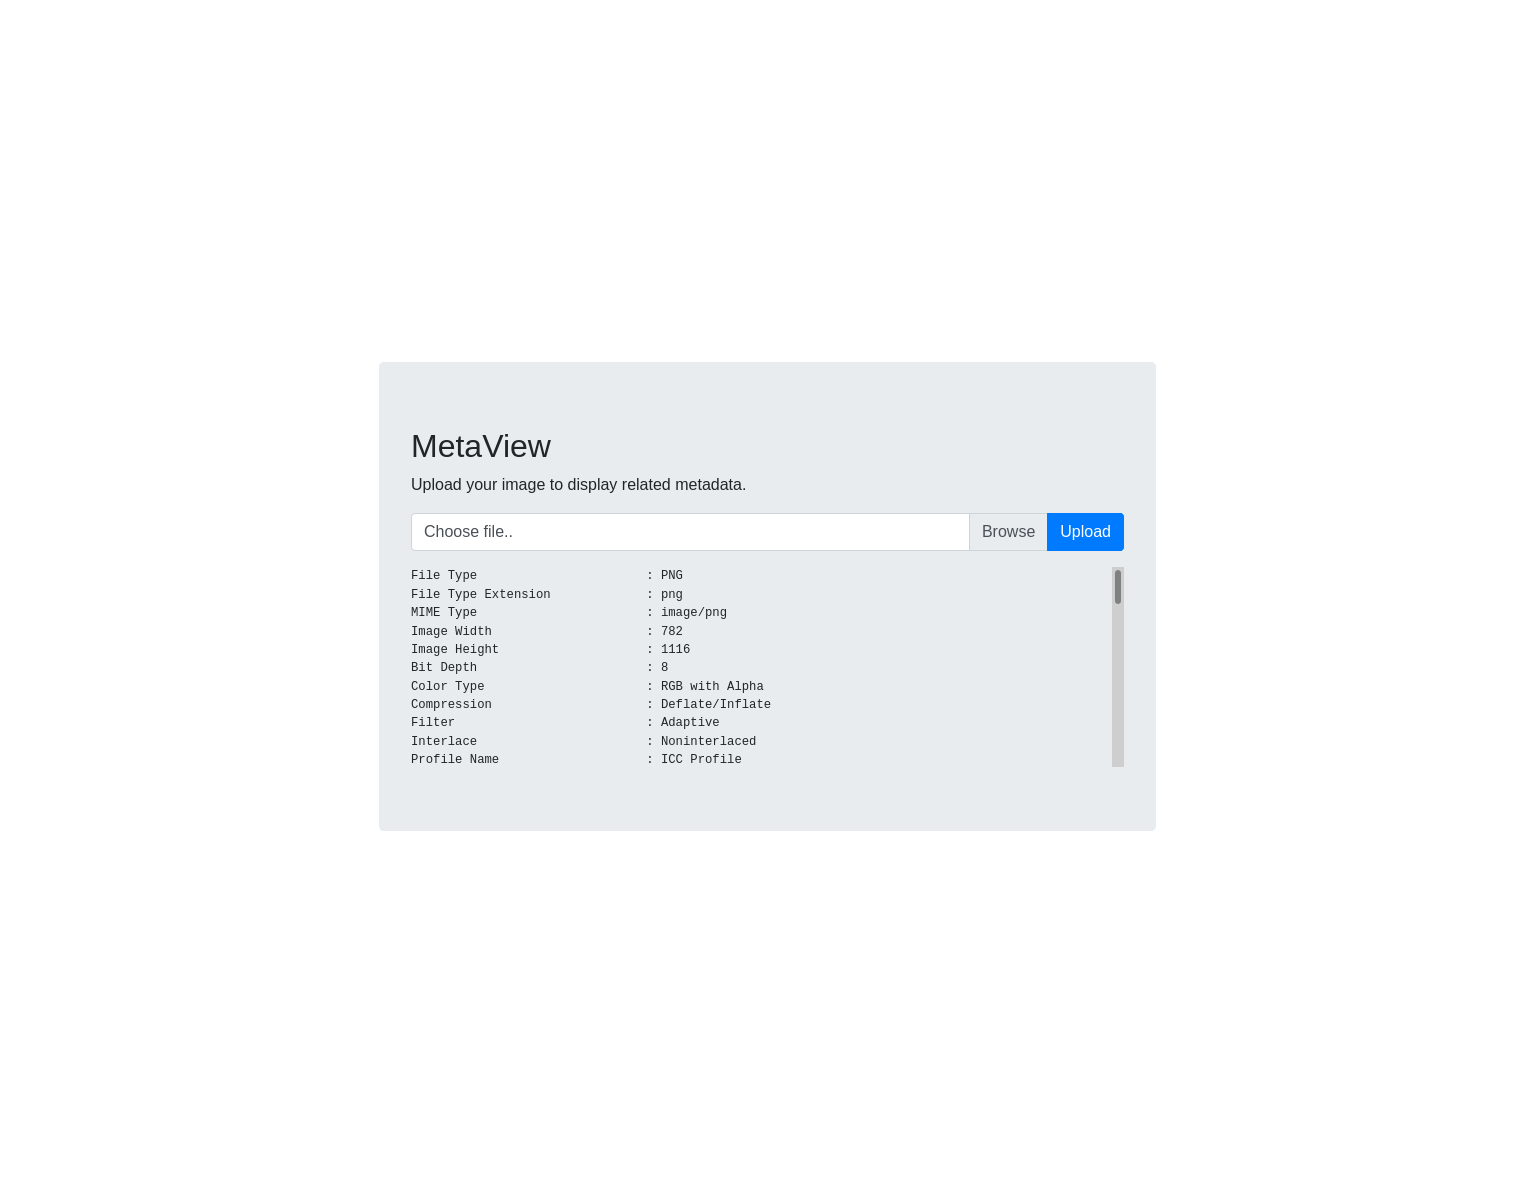 MetaView
Upload your image to display related metadata.
Choose file.. Browse Upload
File Type                       : PNG
File Type Extension             : png
MIME Type                       : image/png
Image Width                     : 782
Image Height                    : 1116
Bit Depth                       : 8
Color Type                      : RGB with Alpha
Compression                     : Deflate/Inflate
Filter                          : Adaptive
Interlace                       : Noninterlaced
Profile Name                    : ICC Profile